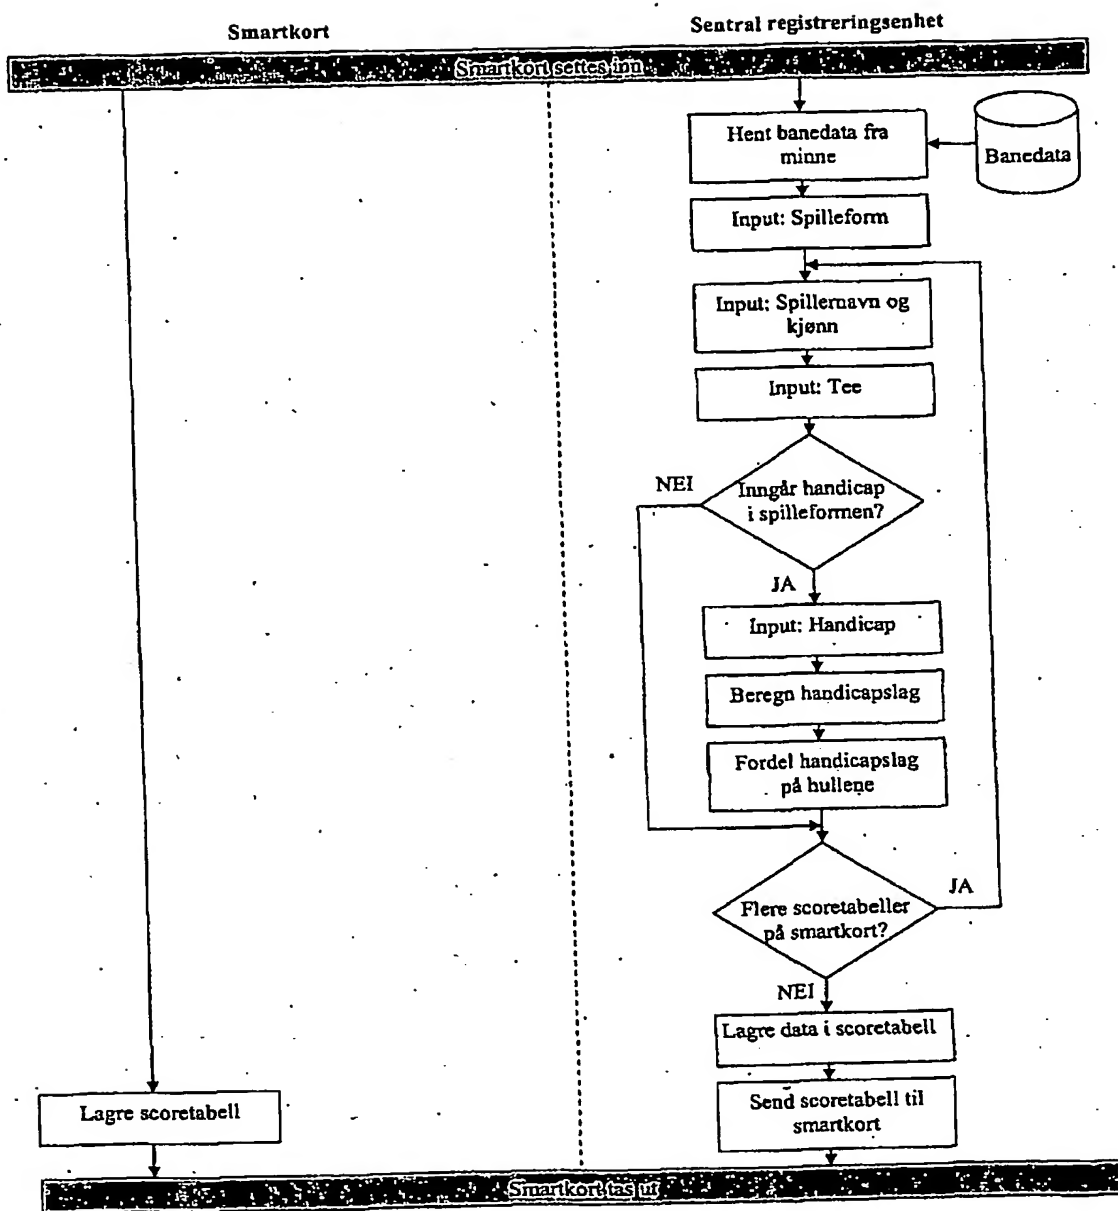 Smartkort
Sentral registreringsenhet
Smartkort settes inn
Hent banedata fra
minne
Banedata
Input: Spilleform
Input: Spillernavn og
kjønn
Input: Tee
NEI
Inngår handicap
i spilleformen?
JA
Input: Handicap
Beregn handicapslag
Fordel handicapslag
på hullene
JA
Flere scoretabeller
på smartkort?
NEI
Lagre data i scoretabell
Lagre scoretabell
Send scoretabell til
smartkort
Smartkort tas ut